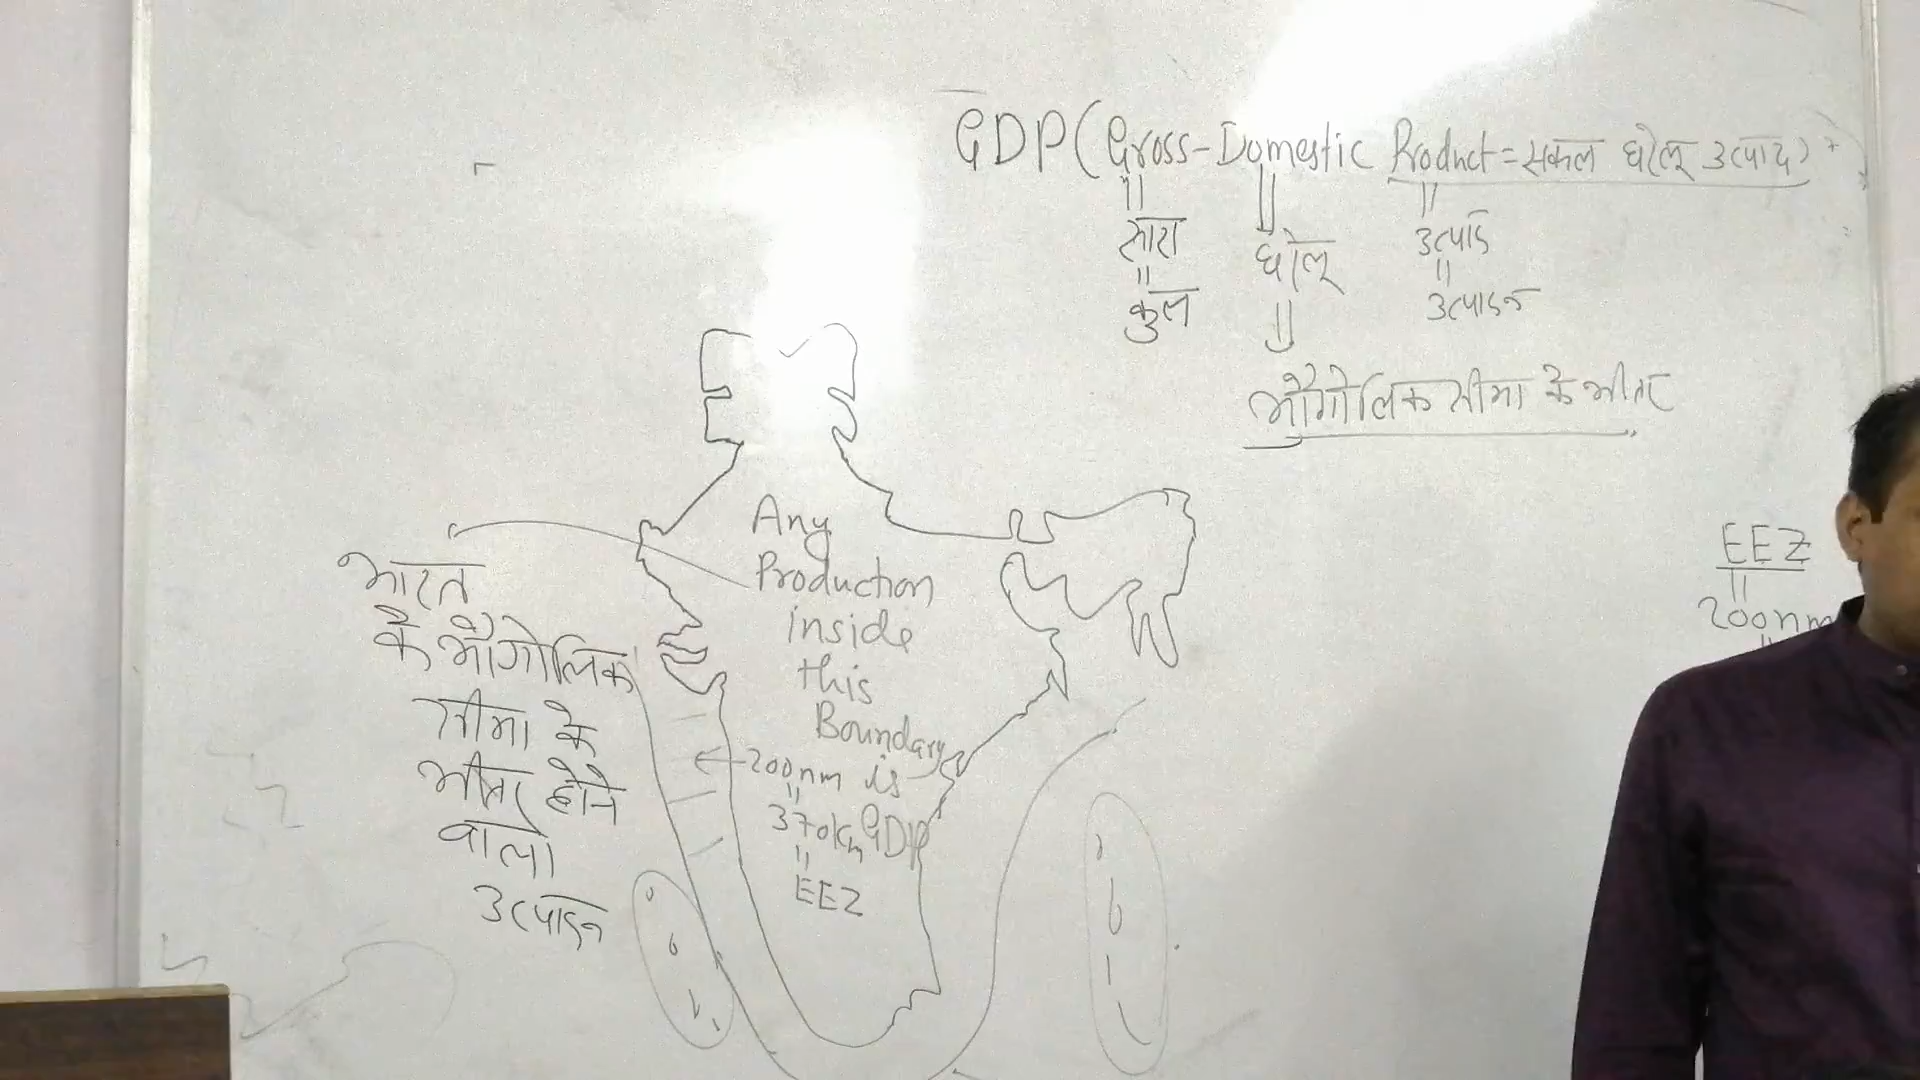 GDP (Gross-Domestic Product = सकल घरेलू उत्पाद)
सारा घरेलू उत्पाद
कुल उत्पादन
भौगोलिक सीमा के भीतर
Any
Production
inside
this
Boundary
is
GDP
200nm
370km
EEZ
भारत
के भौगोलिक
सीमा के
भीतर होने
वाला
उत्पादन
EEZ
200nm